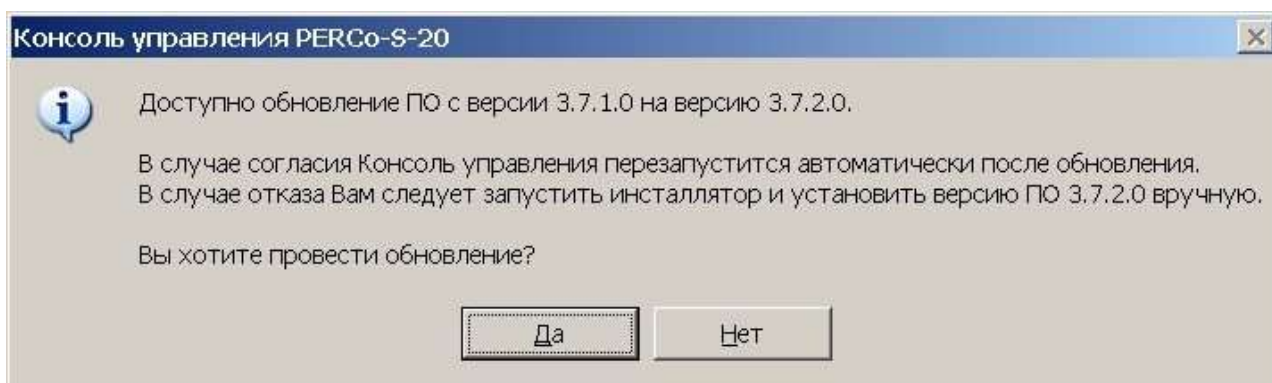 Консоль управления PERCo-S-20
Доступно обновление ПО с версии 3.7.1.0 на версию 3.7.2.0.
В случае согласия Консоль управления перезапустится автоматически после обновления.
В случае отказа Вам следует запустить инсталлятор и установить версию ПО 3.7.2.0 вручную.
Вы хотите провести обновление?
Да Нет